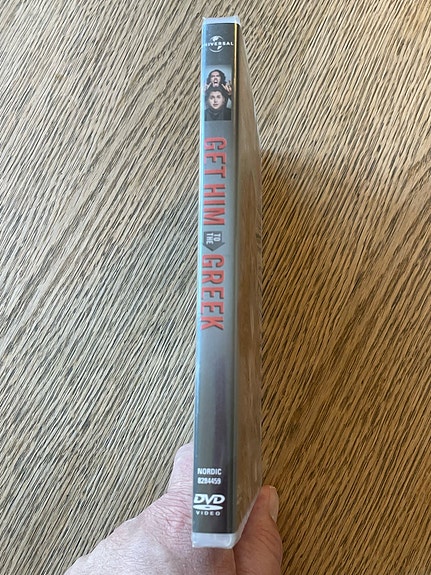 UNIVERSAL
GET HIM TO THE GREEK
NORDIC
8284459
DVD
VIDEO